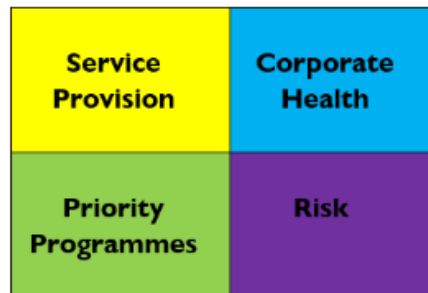 Service
Provision
Corporate
Health
Priority
Programmes
Risk